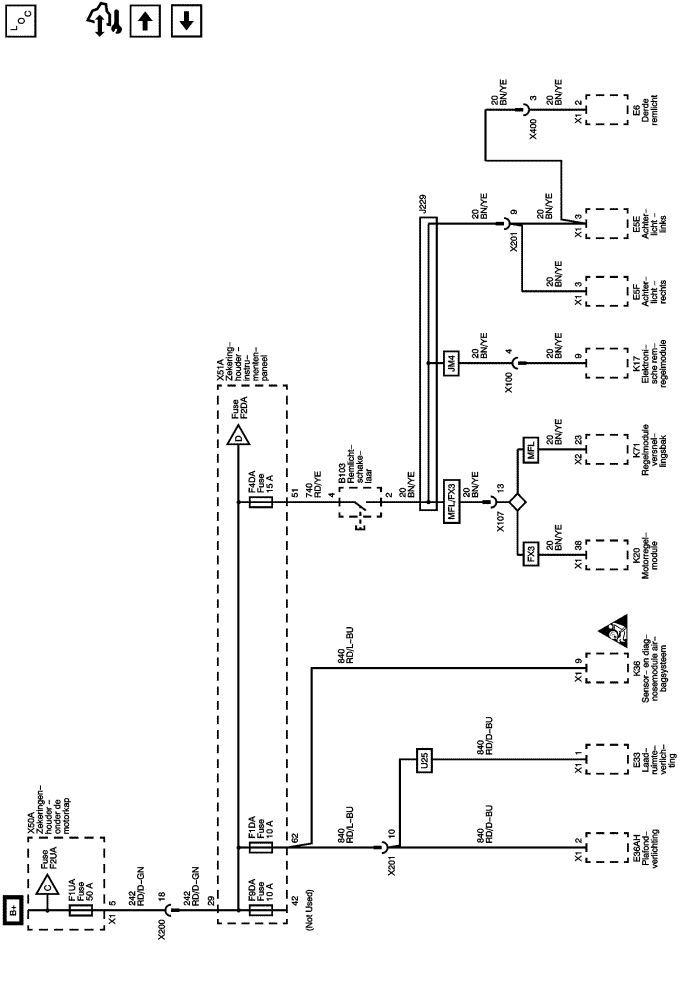 LOC
B+
X50A
Zekeringen–
houder –
onder de
motorkap
Fuse
F2UA
C
F1UA
Fuse
50 A
5
X1
242
RD/D–GN
18
X200
242
RD/D–GN
29
X51A
Zekering–
houder –
instru–
menten–
paneel
Fuse
F2DA
D
F4DA
Fuse
15 A
F1DA
Fuse
10 A
F9DA
Fuse
10 A
51
62
42
(Not Used)
740
RD/YE
4
B103
Remlicht–
schake–
laar
2
20
BN/YE
J229
20
BN/YE
9
X201
20
BN/YE
20
BN/YE
3
X400
20
BN/YE
X1
2
E6
Derde
remlicht
X1
3
E5E
Achter–
licht –
links
20
BN/YE
X1
3
E5F
Achter–
licht –
rechts
JM4
20
BN/YE
4
X100
20
BN/YE
9
K17
Elektroni–
sche rem–
regelmodule
MFL/FX3
20
BN/YE
13
X107
MFL
20
BN/YE
X2
23
K71
Regelmodule
versnel–
lingsbak
FX3
20
BN/YE
X1
38
K20
Motorregel–
module
840
RD/L–BU
X1
9
K36
Sensor– en diag–
nosemodule air–
bagsysteem
840
RD/L–BU
10
X201
U25
840
RD/D–BU
X1
1
E33
Laad–
ruimte–
verlich–
ting
840
RD/D–BU
X1
2
E36AH
Plafond–
verlichting